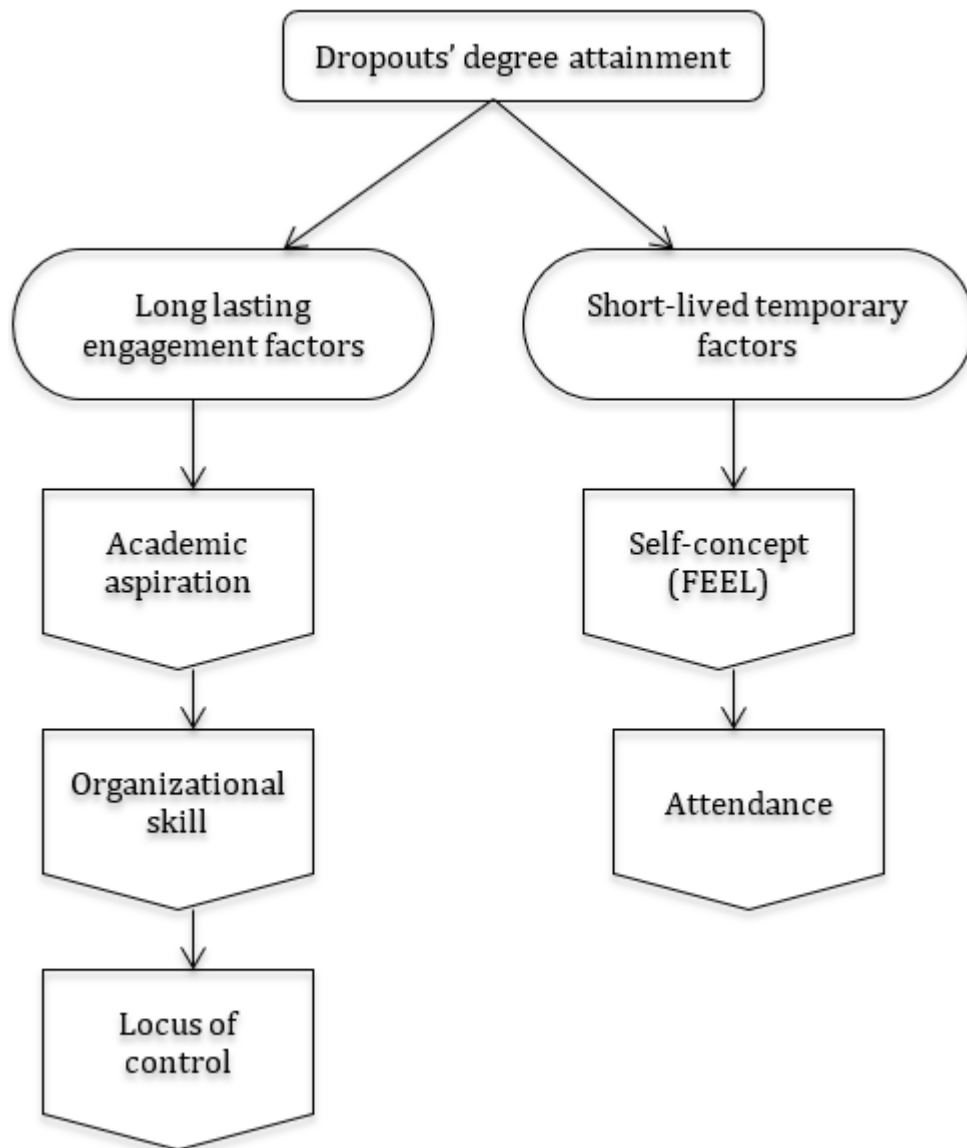 Dropouts’ degree attainment
Long lasting
engagement factors
Short-lived temporary
factors
Academic
aspiration
Self-concept
(FEEL)
Organizational
skill
Attendance
Locus of
control